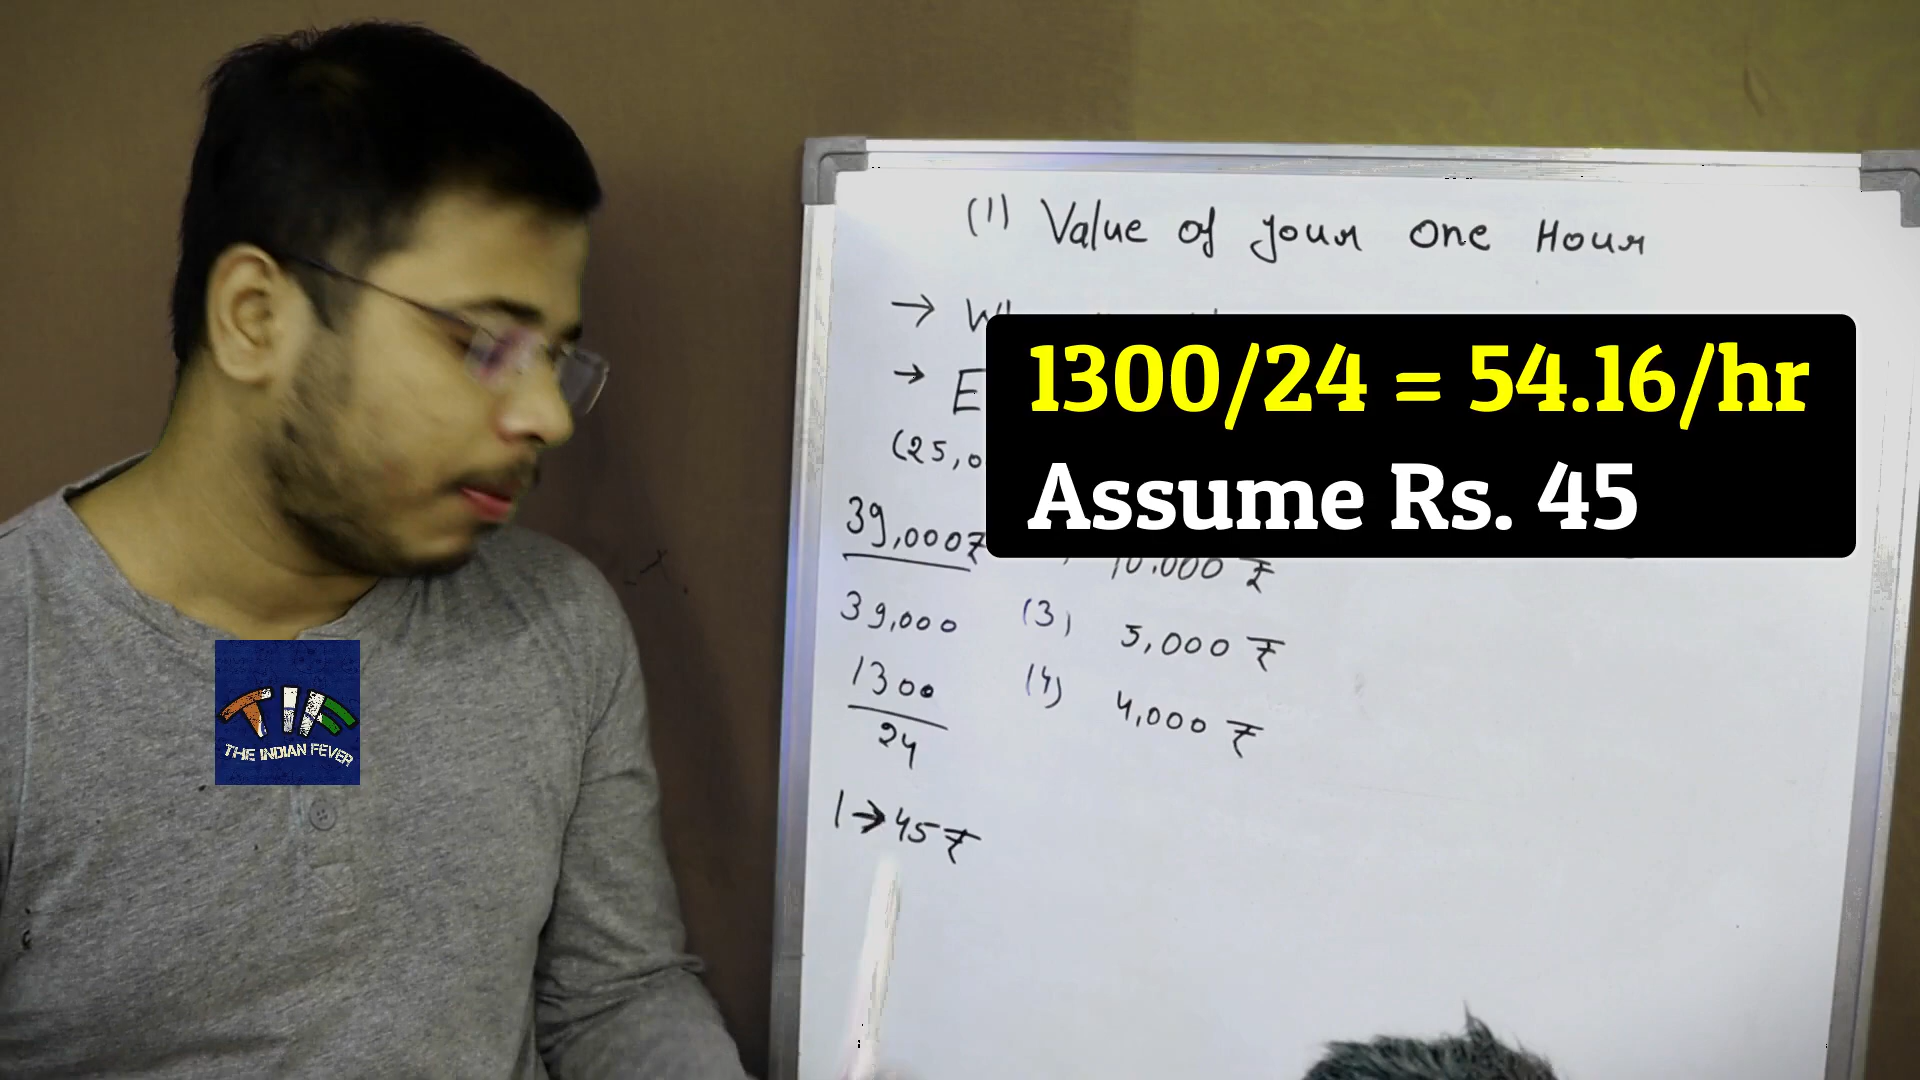 (1) Value of your one Hour
→
→ E
(25,0
1300/24 = 54.16/hr
Assume Rs. 45
39,000₹
10,000 ₹
39,000
(3) 5,000 ₹
1300
24
(4) 4,000 ₹
1→45₹
TIF
THE INDIAN FEVER